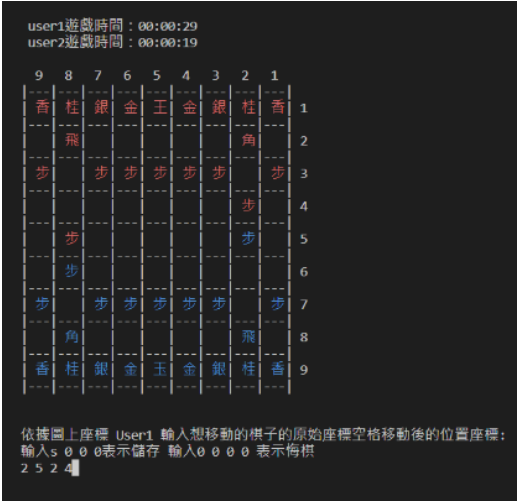 user1遊戲時間：00:00:29
user2遊戲時間：00:00:19
9 8 7 6 5 4 3 2 1
|---|---|---|---|---|---|---|---|---|
| 香| 桂| 銀| 金| 王| 金| 銀| 桂| 香| 1
|---|---|---|---|---|---|---|---|---|
|   | 飛|   |   |   |   |   | 角|   | 2
|---|---|---|---|---|---|---|---|---|
| 步|   | 步| 步| 步| 步| 步|   | 步| 3
|---|---|---|---|---|---|---|---|---|
|   |   |   |   |   |   |   | 步|   | 4
|---|---|---|---|---|---|---|---|---|
|   | 步|   |   |   |   |   | 步|   | 5
|---|---|---|---|---|---|---|---|---|
|   | 步|   |   |   |   |   |   |   | 6
|---|---|---|---|---|---|---|---|---|
| 步|   | 步| 步| 步| 步| 步|   | 步| 7
|---|---|---|---|---|---|---|---|---|
|   | 角|   |   |   |   |   | 飛|   | 8
|---|---|---|---|---|---|---|---|---|
| 香| 桂| 銀| 金| 玉| 金| 銀| 桂| 香| 9
|---|---|---|---|---|---|---|---|---|
依據圖上座標 User1 輸入想移動的棋子的原始座標空格移動後的位置座標:
輸入s 0 0 0表示儲存 輸入0 0 0 0 表示悔棋
2 5 2 4